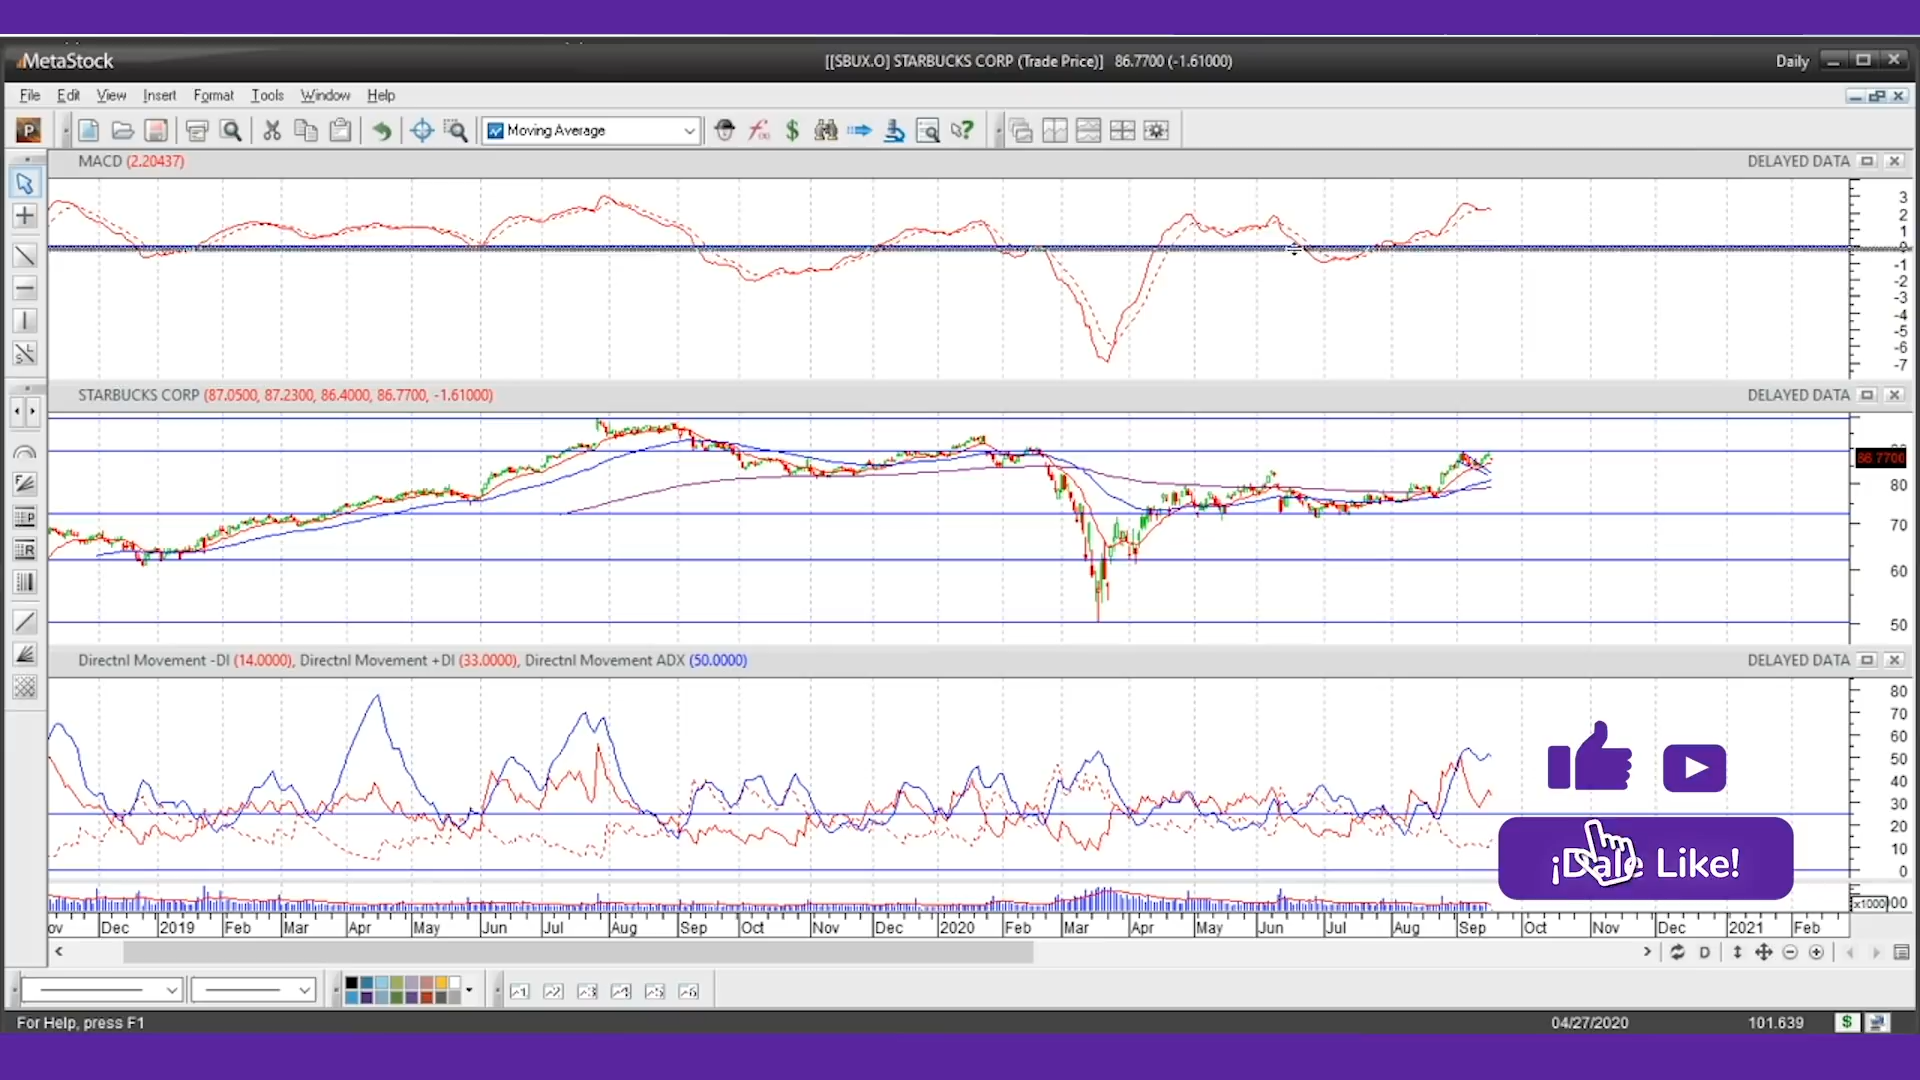 MetaStock
[[SBUX.O] STARBUCKS CORP (Trade Price)] 86.7700 (-1.61000)
Daily
File Edit View Insert Format Tools Window Help
P
Moving Average
MACD (2.20437)
DELAYED DATA
3
2
1
0
-1
-2
-3
-4
-5
-6
-7
STARBUCKS CORP (87.0500, 87.2300, 86.4000, 86.7700, -1.61000)
DELAYED DATA
86.7700
80
70
60
50
Directnl Movement -DI (14.0000), Directnl Movement +DI (33.0000), Directnl Movement ADX (50.0000)
DELAYED DATA
80
70
60
50
40
30
20
10
0
¡Dale Like!
x1000
ov Dec 2019 Feb Mar Apr May Jun Jul Aug Sep Oct Nov Dec 2020 Feb Mar Apr May Jun Jul Aug Sep Oct Nov Dec 2021 Feb
D
For Help, press F1
04/27/2020
101.639
$